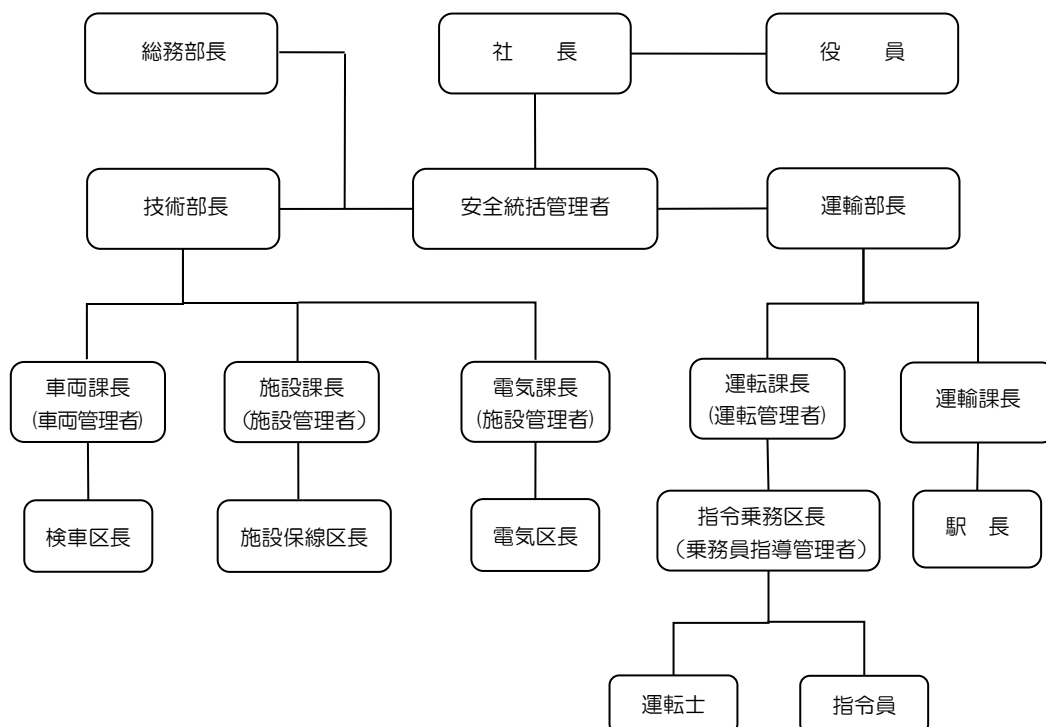 総務部長
社　　長
役　　員
技術部長
安全統括管理者
運輸部長
車両課長
(車両管理者)
施設課長
(施設管理者)
電気課長
(施設管理者)
運転課長
(運転管理者)
運輸課長
検車区長
施設保線区長
電気区長
指令乗務区長
(乗務員指導管理者)
駅　長
運転士
指令員